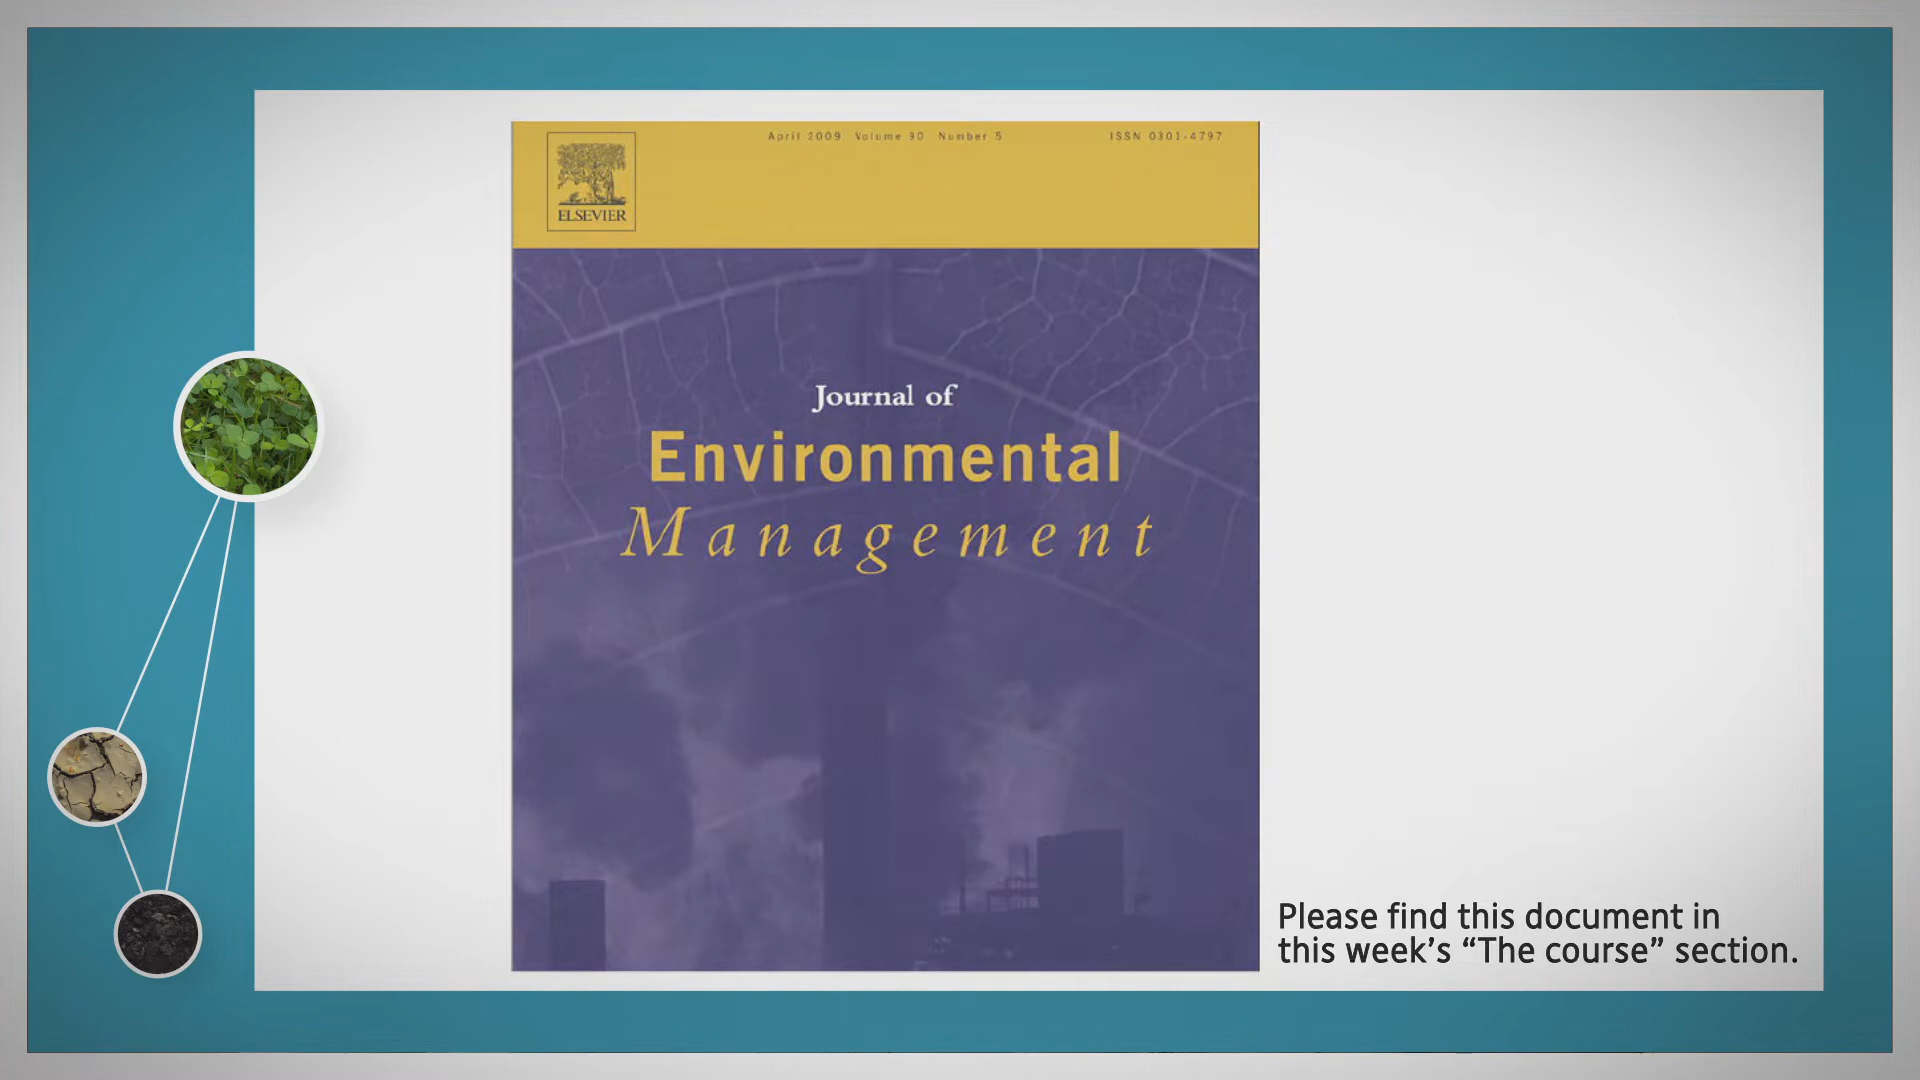 April 2009 Volume 90 Number 5
ISSN 0301-4797
ELSEVIER
Journal of
Environmental
Management
Please find this document in
this week’s “The course” section.